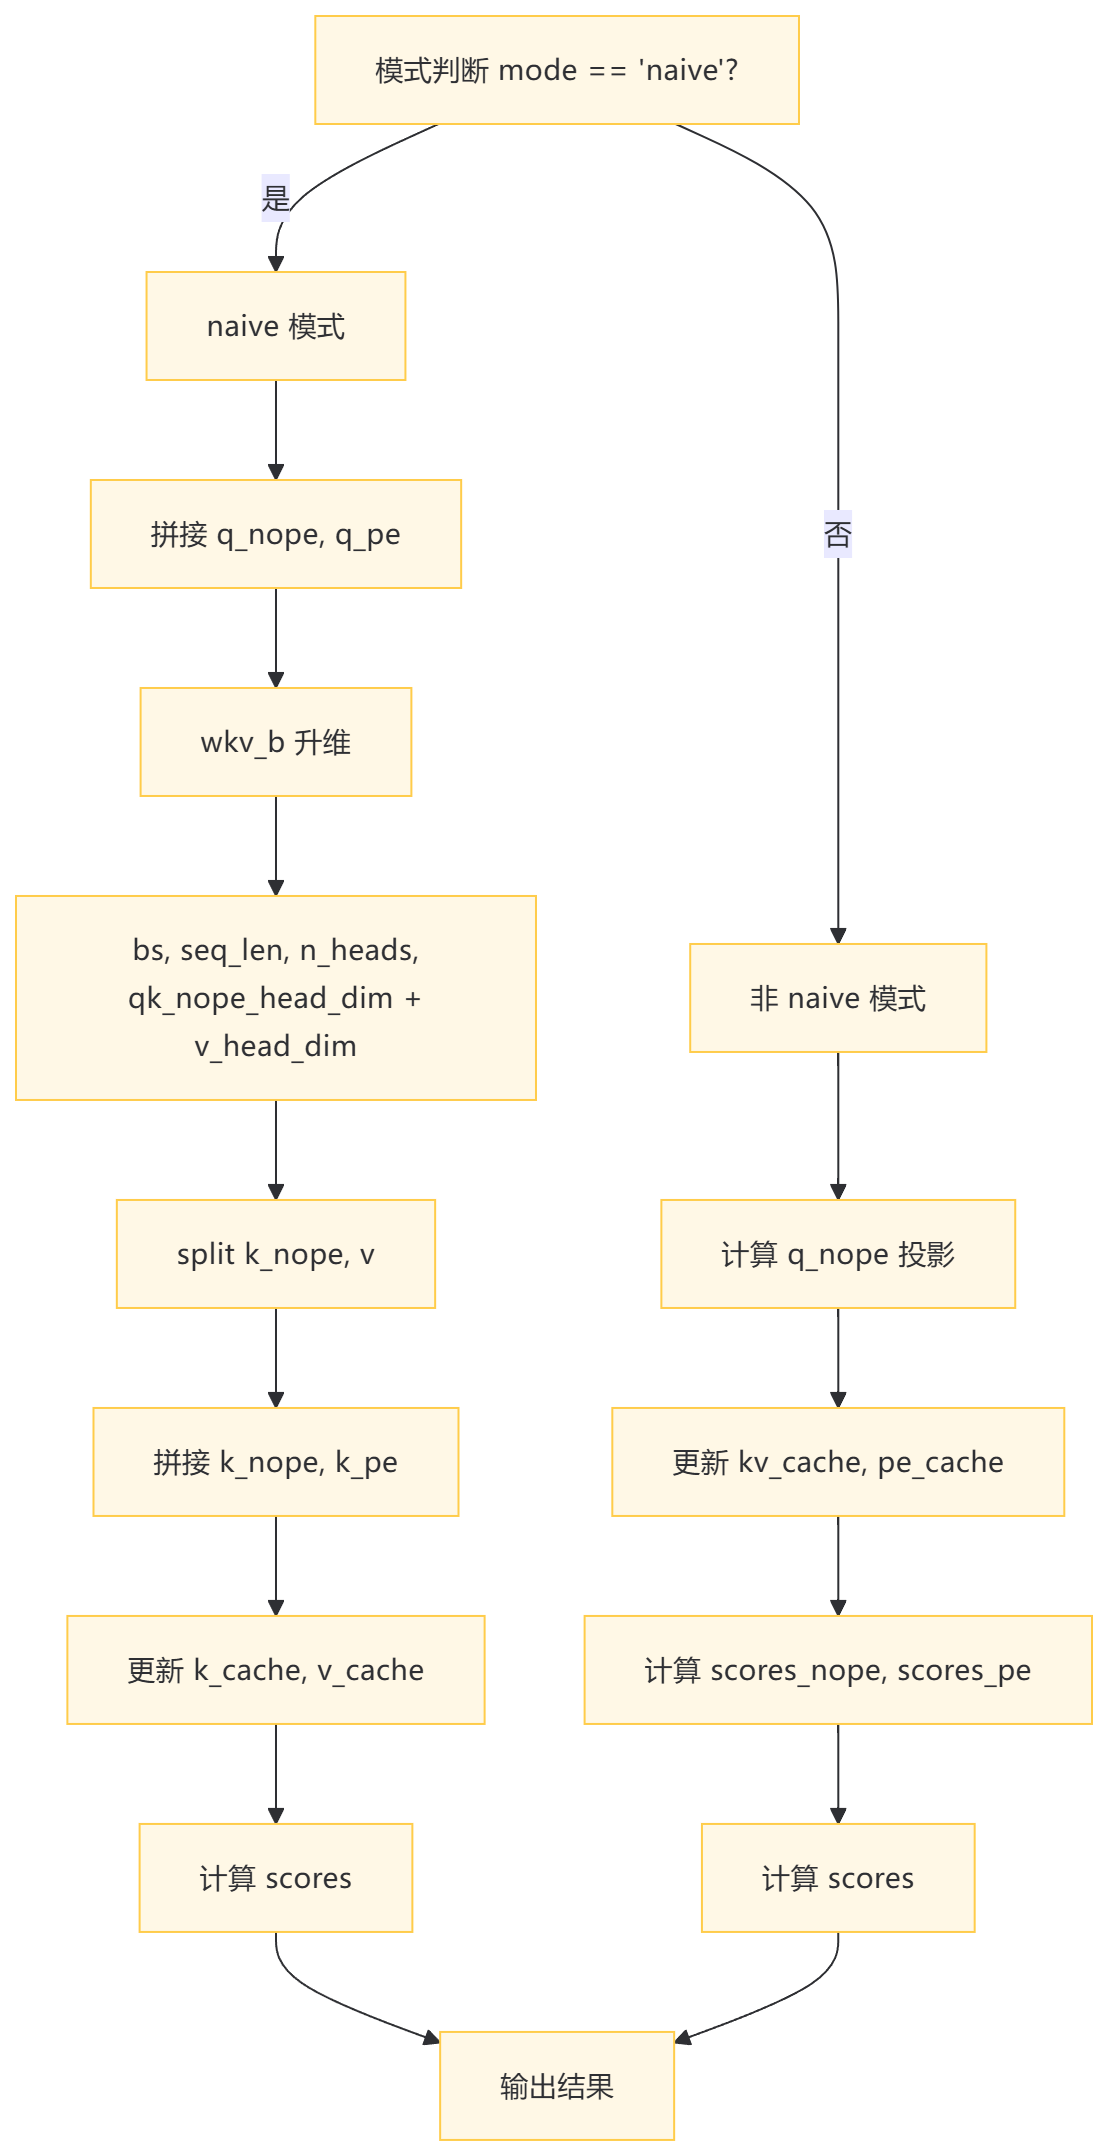 模式判断 mode == 'naive'?
是
naive 模式
拼接 q_nope, q_pe
wkv_b 升维
bs, seq_len, n_heads,
qk_nope_head_dim +
v_head_dim
split k_nope, v
拼接 k_nope, k_pe
更新 k_cache, v_cache
计算 scores
否
非 naive 模式
计算 q_nope 投影
更新 kv_cache, pe_cache
计算 scores_nope, scores_pe
计算 scores
输出结果